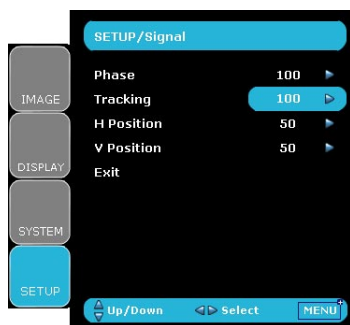 SETUP/Signal
Phase 100
Tracking 100
H Position 50
V Position 50
Exit
IMAGE
DISPLAY
SYSTEM
SETUP
Up/Down Select MENU